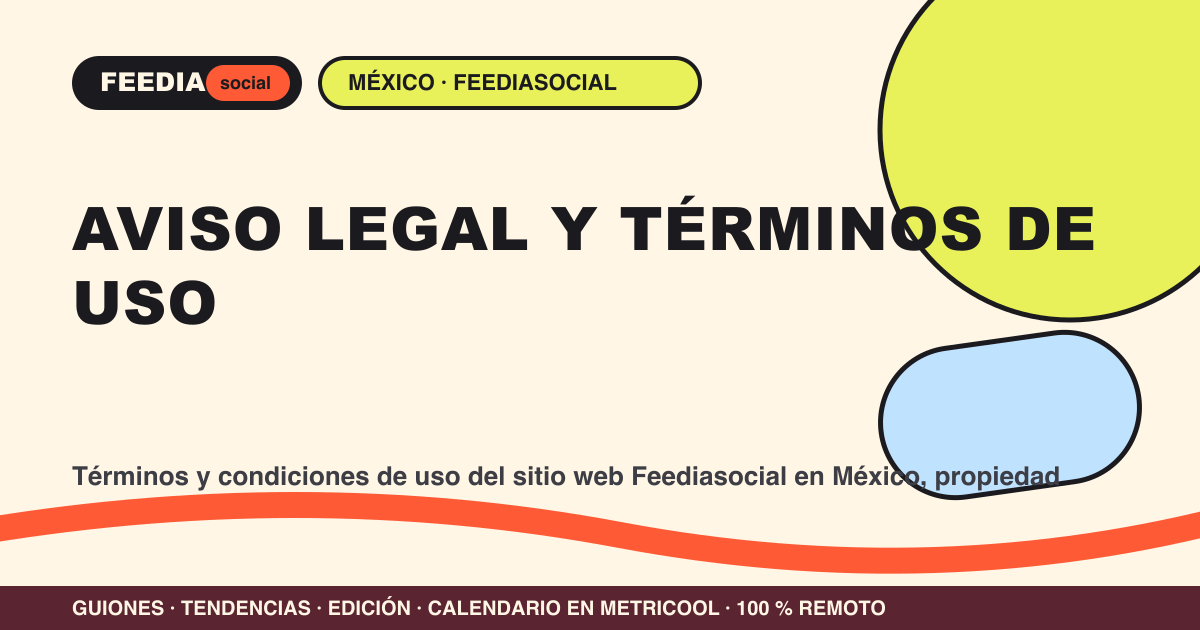 FEEDIA social
MÉXICO · FEEDIASOCIAL
AVISO LEGAL Y TÉRMINOS DE
USO
Términos y condiciones de uso del sitio web Feediasocial en México, propiedad
GUIONES · TENDENCIAS · EDICIÓN · CALENDARIO EN METRICOOL · 100 % REMOTO